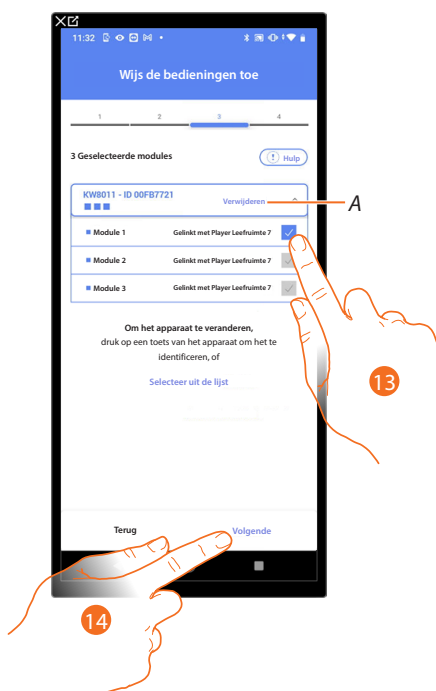 11:32
Wijs de bedieningen toe
1 2 3 4
3 Geselecteerde modules
! Hulp
KW8011 - ID 00FB7721
Verwijderen
A
Module 1 Gelinkt met Player Leefruimte 7
Module 2 Gelinkt met Player Leefruimte 7
Module 3 Gelinkt met Player Leefruimte 7
Om het apparaat te veranderen,
druk op een toets van het apparaat om het te
identificeren, of
Selecteer uit de lijst
13
Terug Volgende
14